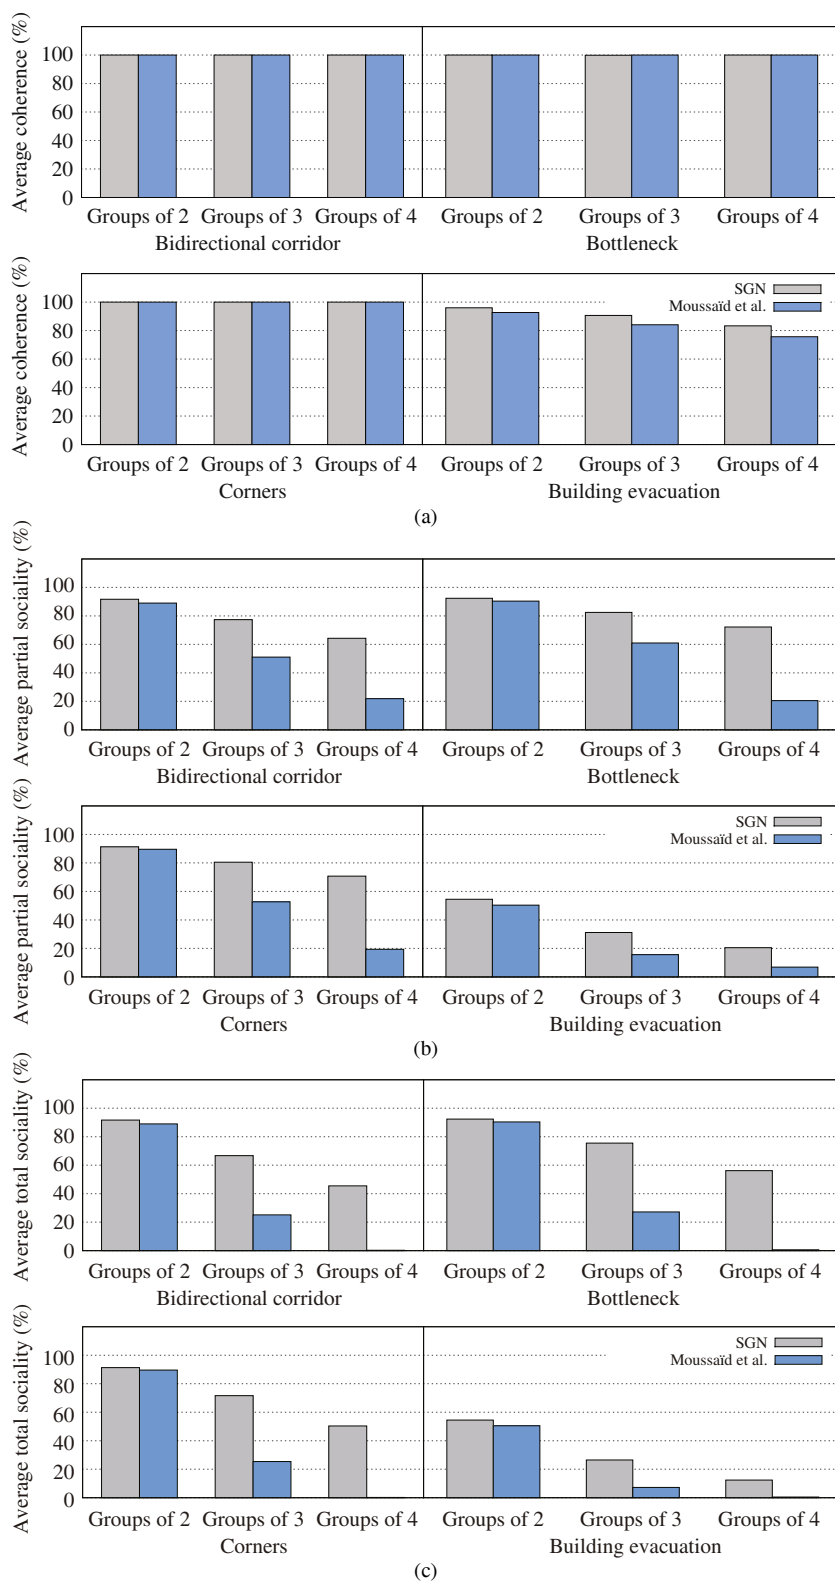 Average coherence (%)
100
80
60
40
20
0
Groups of 2 Groups of 3 Groups of 4 Groups of 2 Groups of 3 Groups of 4
Bidirectional corridor Bottleneck
Average coherence (%)
SGN
Moussaïd et al.
100
80
60
40
20
0
Groups of 2 Groups of 3 Groups of 4 Groups of 2 Groups of 3 Groups of 4
Corners Building evacuation
(a)
Average partial sociality (%)
100
80
60
40
20
0
Groups of 2 Groups of 3 Groups of 4 Groups of 2 Groups of 3 Groups of 4
Bidirectional corridor Bottleneck
Average partial sociality (%)
SGN
Moussaïd et al.
100
80
60
40
20
0
Groups of 2 Groups of 3 Groups of 4 Groups of 2 Groups of 3 Groups of 4
Corners Building evacuation
(b)
Average total sociality (%)
100
80
60
40
20
0
Groups of 2 Groups of 3 Groups of 4 Groups of 2 Groups of 3 Groups of 4
Bidirectional corridor Bottleneck
Average total sociality (%)
SGN
Moussaïd et al.
100
80
60
40
20
0
Groups of 2 Groups of 3 Groups of 4 Groups of 2 Groups of 3 Groups of 4
Corners Building evacuation
(c)